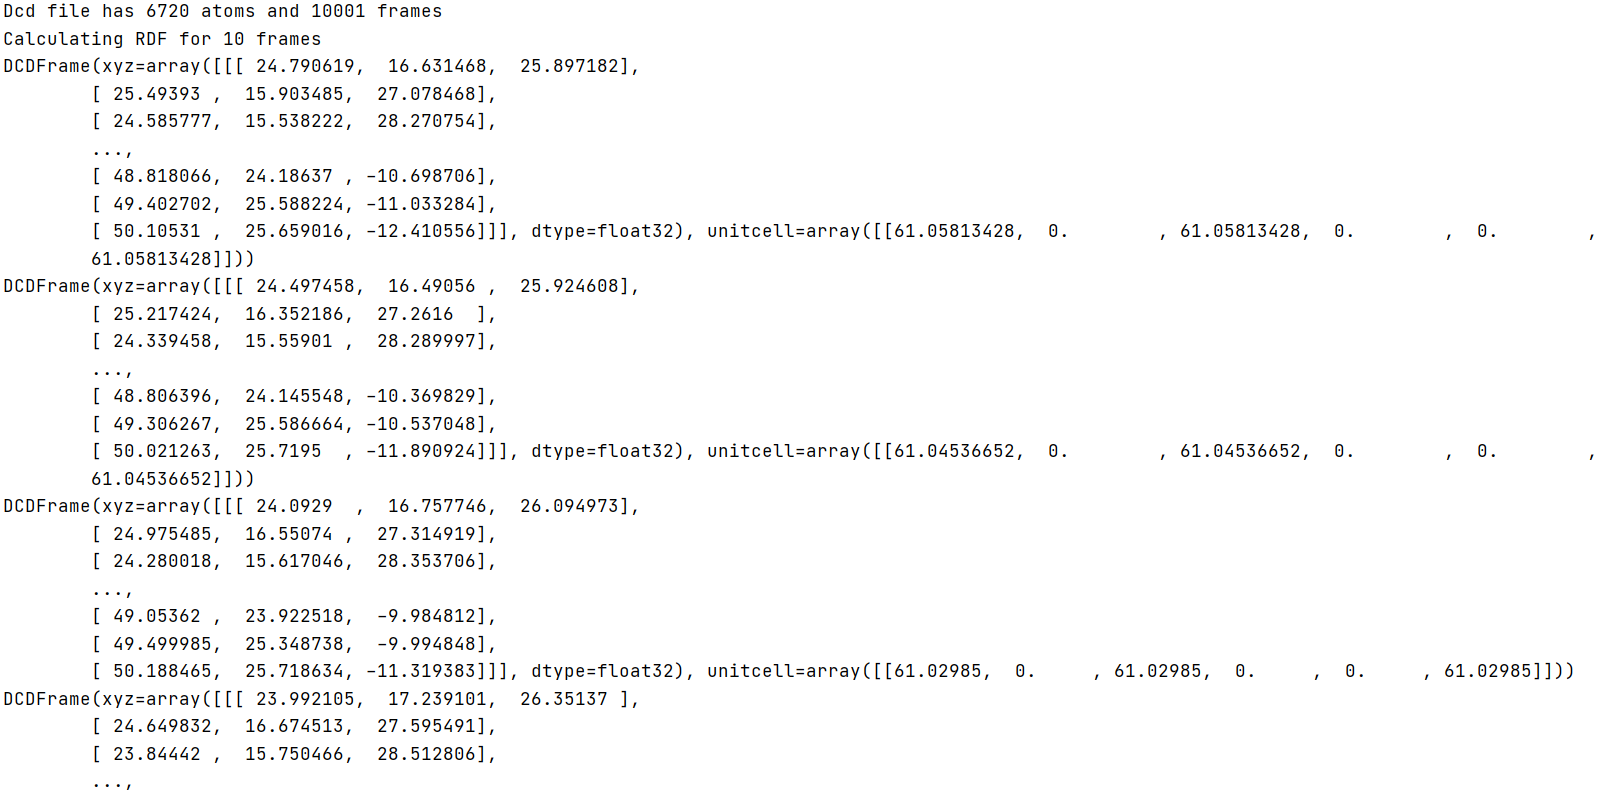 Dcd file has 6720 atoms and 10001 frames
Calculating RDF for 10 frames
DCDFrame(xyz=array([[[ 24.790619,  16.631468,  25.897182],
        [ 25.49393 ,  15.903485,  27.078468],
        [ 24.585777,  15.538222,  28.270754],
        ...,
        [ 48.818066,  24.18637 , -10.698706],
        [ 49.402702,  25.588224, -11.033284],
        [ 50.10531 ,  25.659016, -12.410556]]], dtype=float32), unitcell=array([[61.05813428,  0.        , 61.05813428,  0.        ,  0.        ,
        61.05813428]]))
DCDFrame(xyz=array([[[ 24.497458,  16.49056 ,  25.924608],
        [ 25.217424,  16.352186,  27.2616  ],
        [ 24.339458,  15.55901 ,  28.289997],
        ...,
        [ 48.806396,  24.145548, -10.369829],
        [ 49.306267,  25.586664, -10.537048],
        [ 50.021263,  25.7195  , -11.890924]]], dtype=float32), unitcell=array([[61.04536652,  0.        , 61.04536652,  0.        ,  0.        ,
        61.04536652]]))
DCDFrame(xyz=array([[[ 24.0929  ,  16.757746,  26.094973],
        [ 24.975485,  16.55074 ,  27.314919],
        [ 24.280018,  15.617046,  28.353706],
        ...,
        [ 49.05362 ,  23.922518,  -9.984812],
        [ 49.499985,  25.348738,  -9.994848],
        [ 50.188465,  25.718634, -11.319383]]], dtype=float32), unitcell=array([[61.02985,  0.     , 61.02985,  0.     ,  0.     , 61.02985]]))
DCDFrame(xyz=array([[[ 23.992105,  17.239101,  26.35137 ],
        [ 24.649832,  16.674513,  27.595491],
        [ 23.84442 ,  15.750466,  28.512806],
        ...,